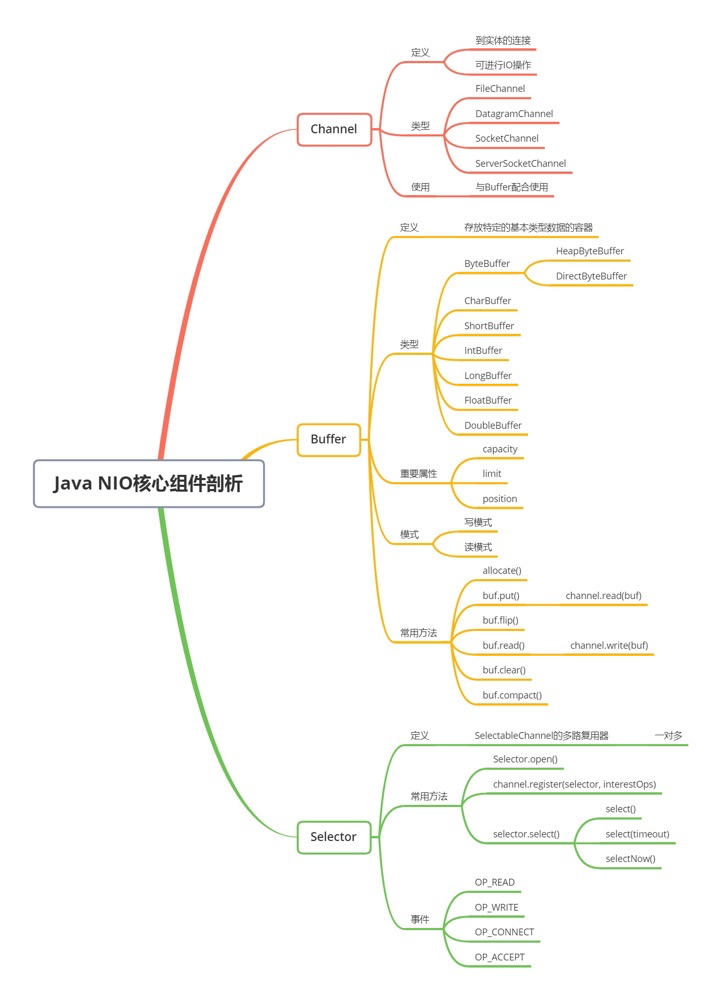 Java NIO核心组件剖析
Channel
定义
到实体的连接
可进行IO操作
类型
FileChannel
DatagramChannel
SocketChannel
ServerSocketChannel
使用
与Buffer配合使用
Buffer
定义
存放特定的基本类型数据的容器
类型
ByteBuffer
HeapByteBuffer
DirectByteBuffer
CharBuffer
ShortBuffer
IntBuffer
LongBuffer
FloatBuffer
DoubleBuffer
重要属性
capacity
limit
position
模式
写模式
读模式
常用方法
allocate()
buf.put()
channel.read(buf)
buf.flip()
buf.read()
channel.write(buf)
buf.clear()
buf.compact()
Selector
定义
SelectableChannel的多路复用器
一对多
常用方法
Selector.open()
channel.register(selector, interestOps)
selector.select()
select()
select(timeout)
selectNow()
事件
OP_READ
OP_WRITE
OP_CONNECT
OP_ACCEPT